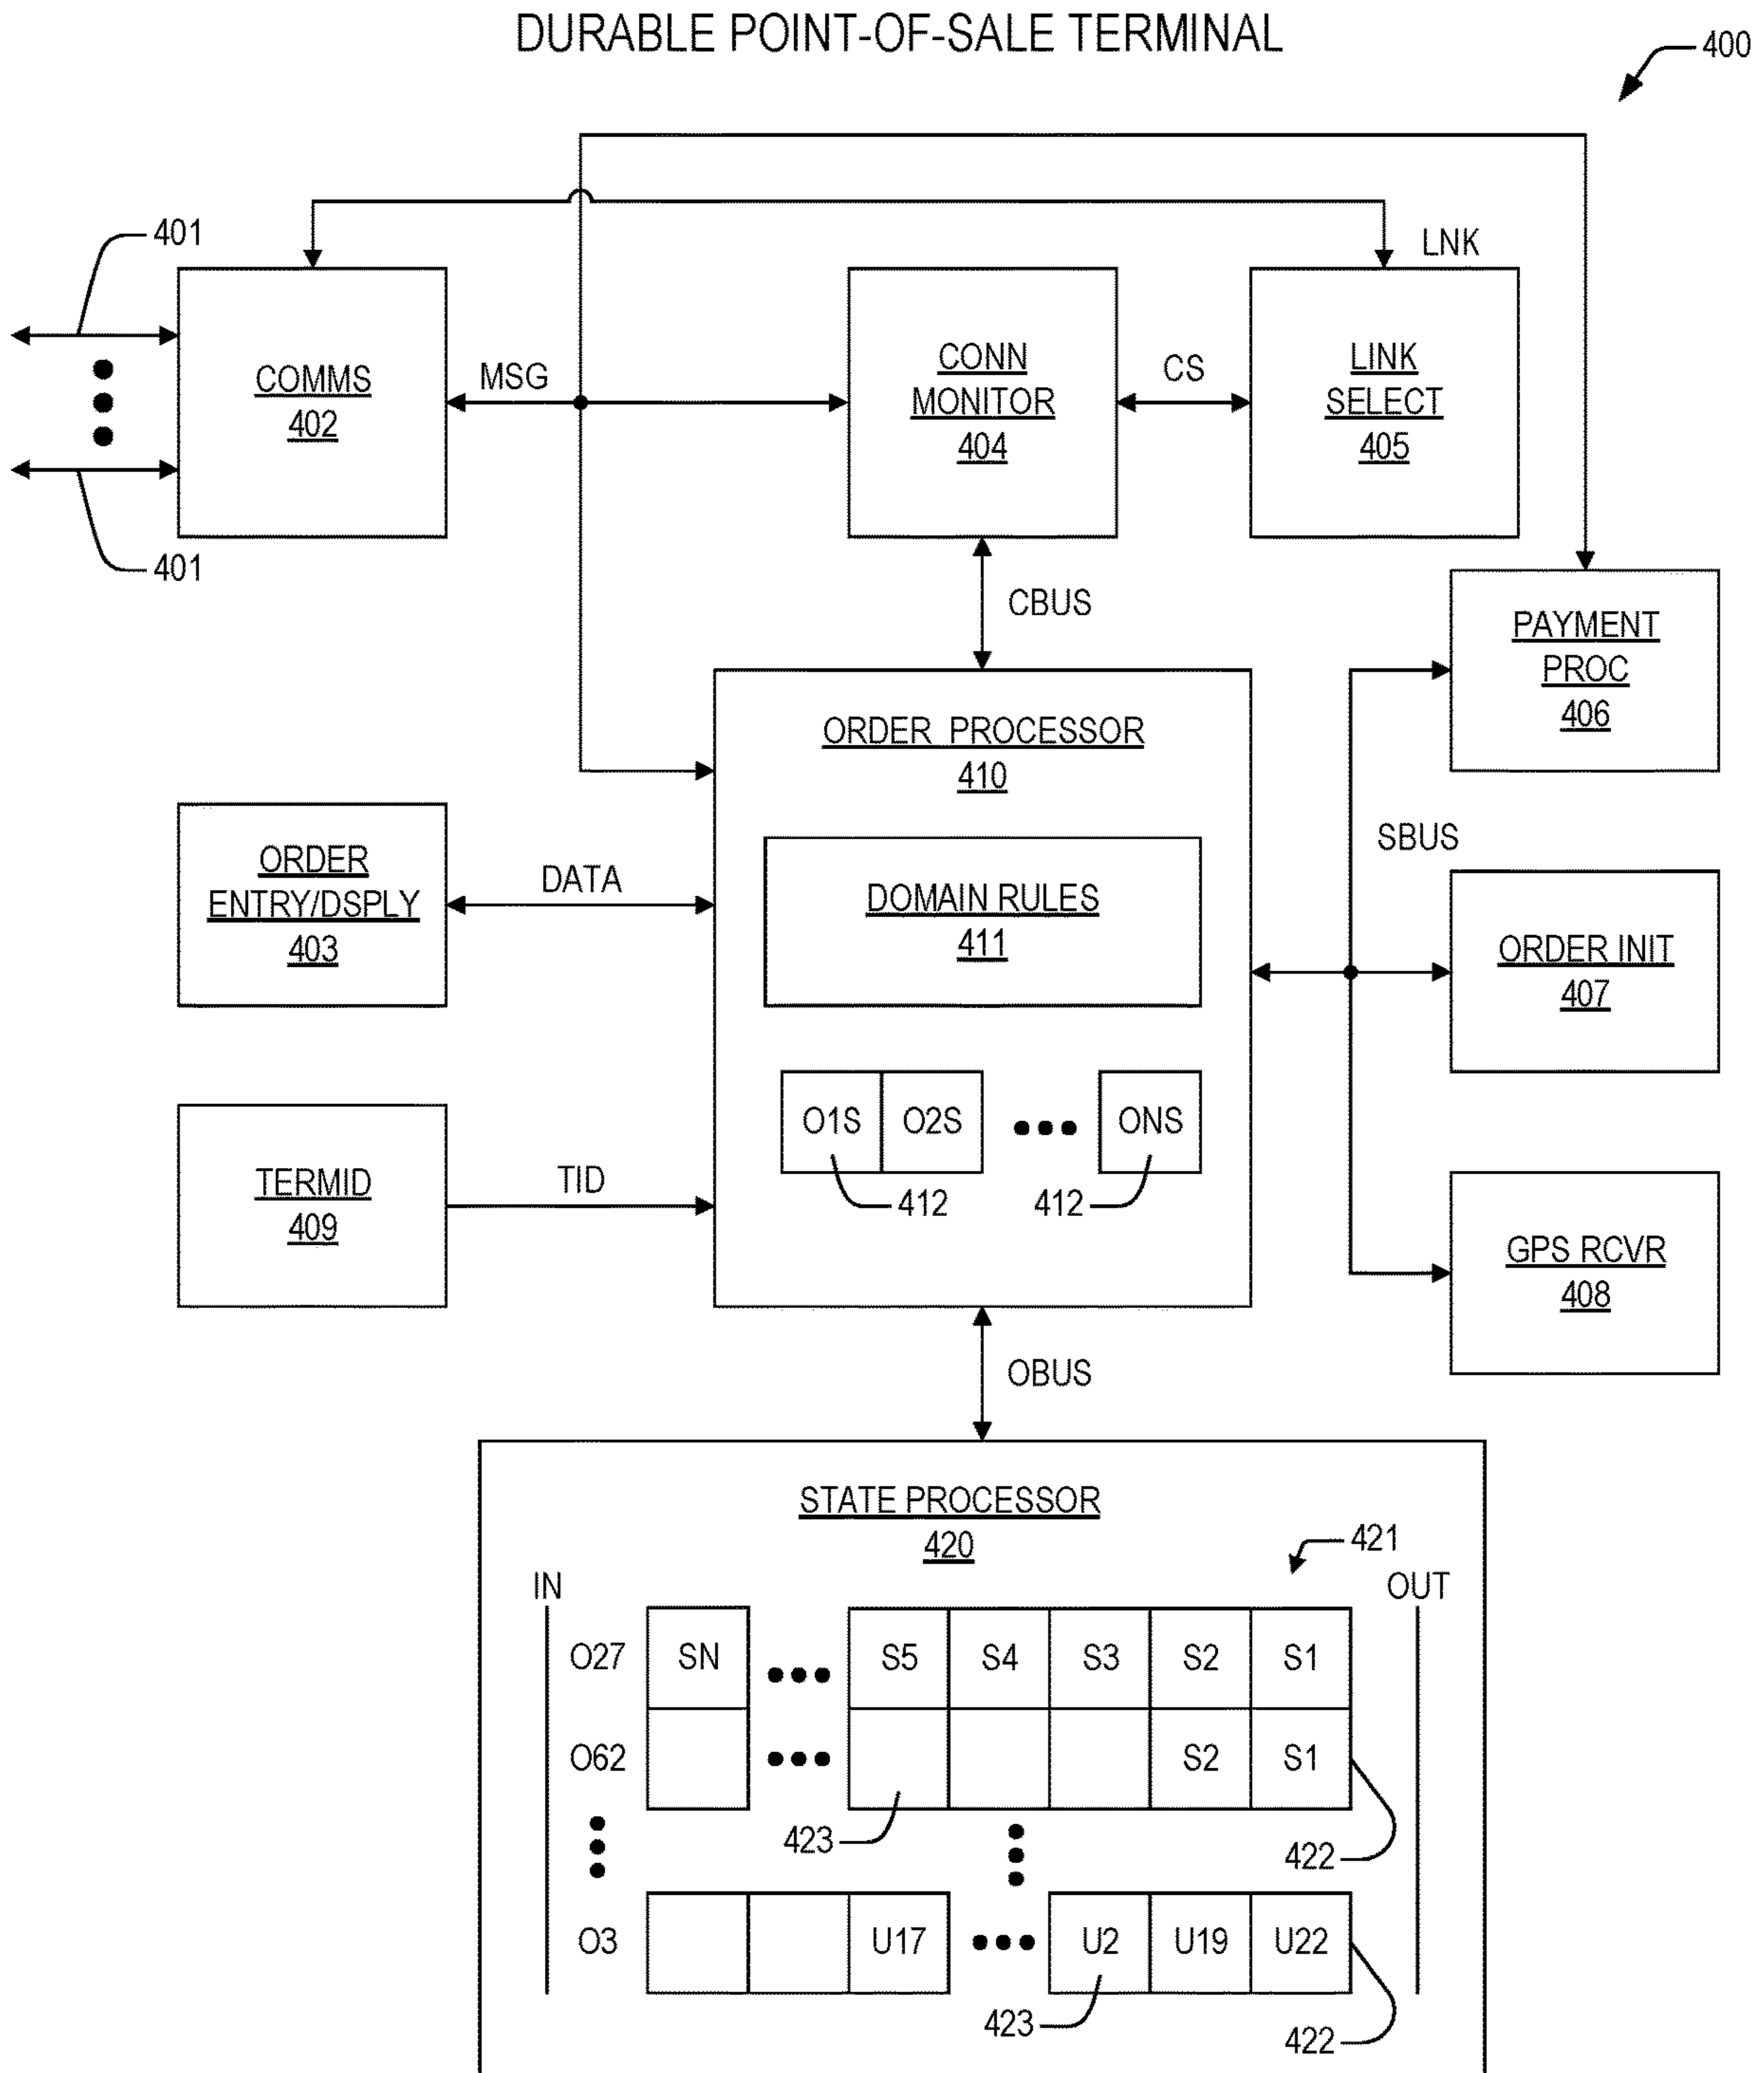 DURABLE POINT-OF-SALE TERMINAL
400
401
LNK
COMMS
402
MSG
CONN
MONITOR
404
CS
LINK
SELECT
405
401
CBUS
PAYMENT
PROC
406
ORDER PROCESSOR
410
SBUS
ORDER
ENTRY/DSPLY
403
DATA
DOMAIN RULES
411
ORDER INIT
407
O1S O2S ONS
412 412
TERMID
409
TID
GPS RCVR
408
OBUS
STATE PROCESSOR
420
421
IN OUT
O27 SN S5 S4 S3 S2 S1
O62 S2 S1
423 422
O3 U17 U2 U19 U22
423 422